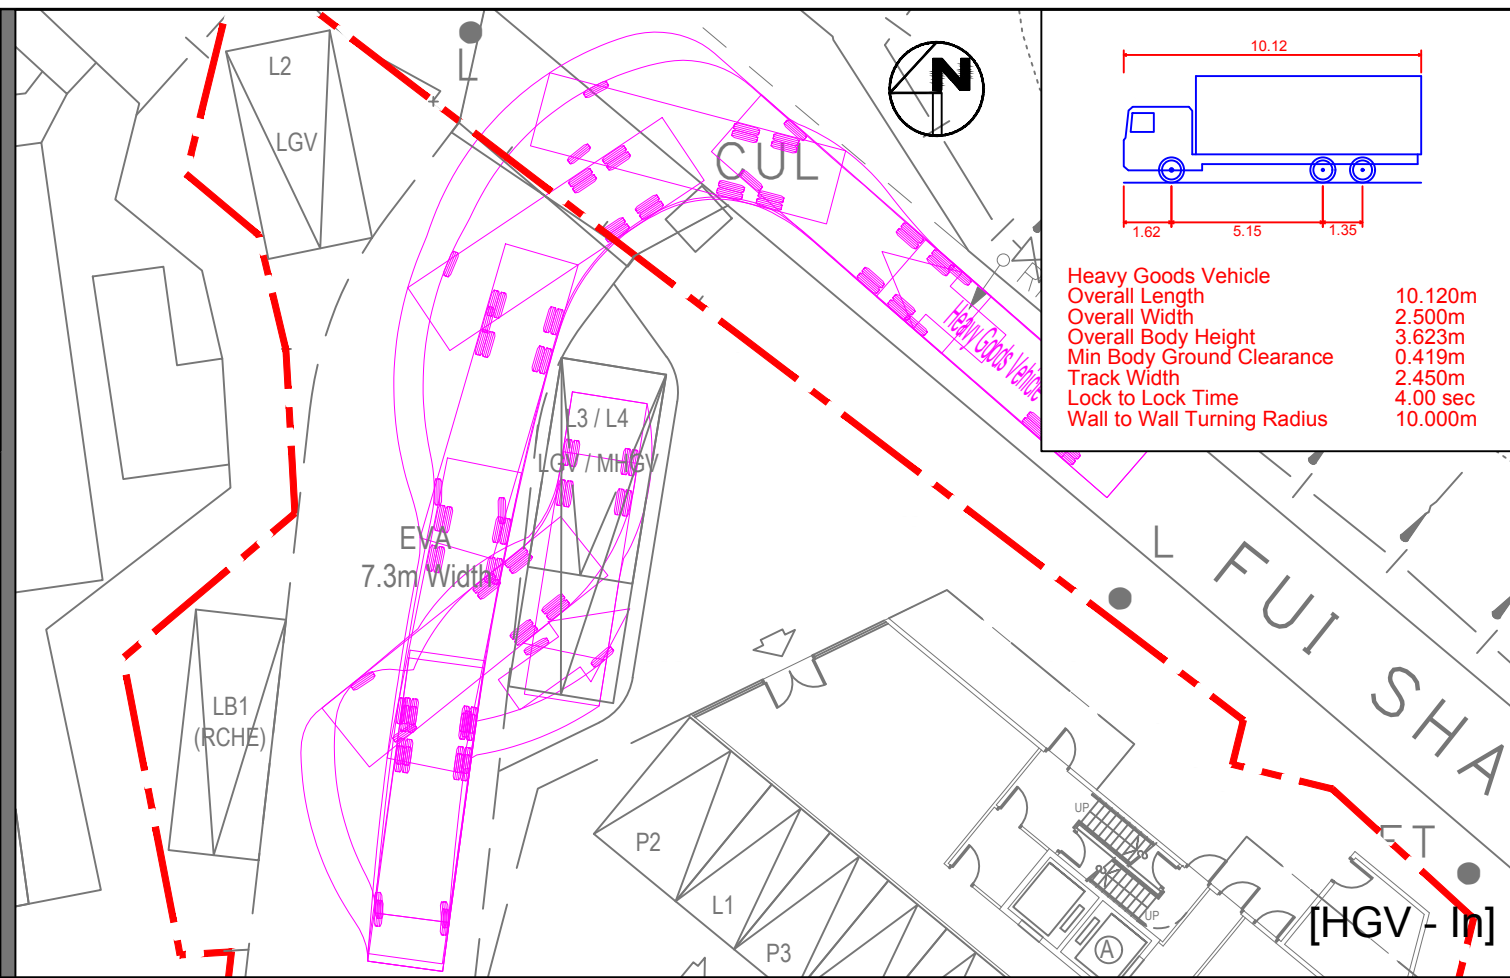 L2
LGV
L
CUL
N
10.12
1.62
5.15
1.35
Heavy Goods Vehicle
Overall Length 10.120m
Overall Width 2.500m
Overall Body Height 3.623m
Min Body Ground Clearance 0.419m
Track Width 2.450m
Lock to Lock Time 4.00 sec
Wall to Wall Turning Radius 10.000m
Heavy Goods Vehicle
L3 / L4
LGV / MHGV
EVA
7.3m Width
L
FUI SHA
LB1
(RCHE)
P2
L1
P3
UP
UP
A
ET
[HGV - In]